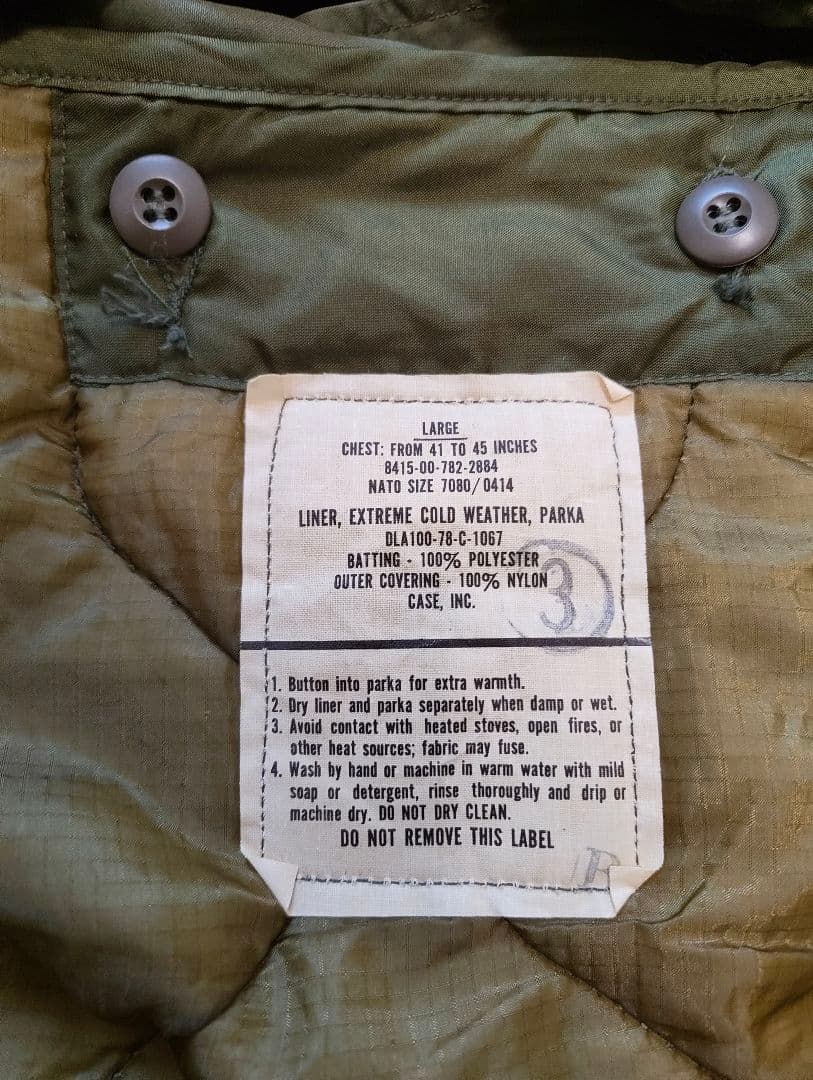 LARGE
CHEST: FROM 41 TO 45 INCHES
8415-00-782-2884
NATO SIZE 7080/0414
LINER, EXTREME COLD WEATHER, PARKA
DLA100-78-C-1067
BATTING - 100% POLYESTER
OUTER COVERING - 100% NYLON
CASE, INC.
3
1. Button into parka for extra warmth.
2. Dry liner and parka separately when damp or wet.
3. Avoid contact with heated stoves, open fires, or
other heat sources; fabric may fuse.
4. Wash by hand or machine in warm water with mild
soap or detergent, rinse thoroughly and drip or
machine dry. DO NOT DRY CLEAN.
DO NOT REMOVE THIS LABEL